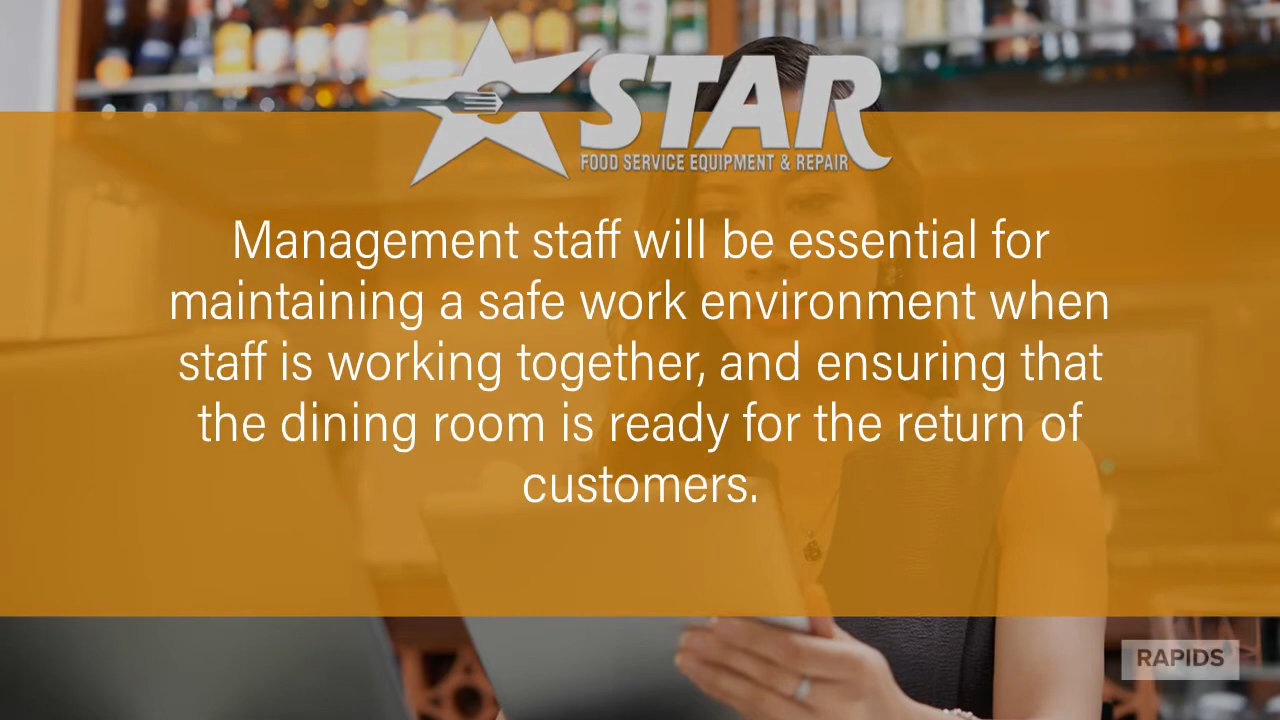 STAR
FOOD SERVICE EQUIPMENT & REPAIR
Management staff will be essential for
maintaining a safe work environment when
staff is working together, and ensuring that
the dining room is ready for the return of
customers.
RAPIDS